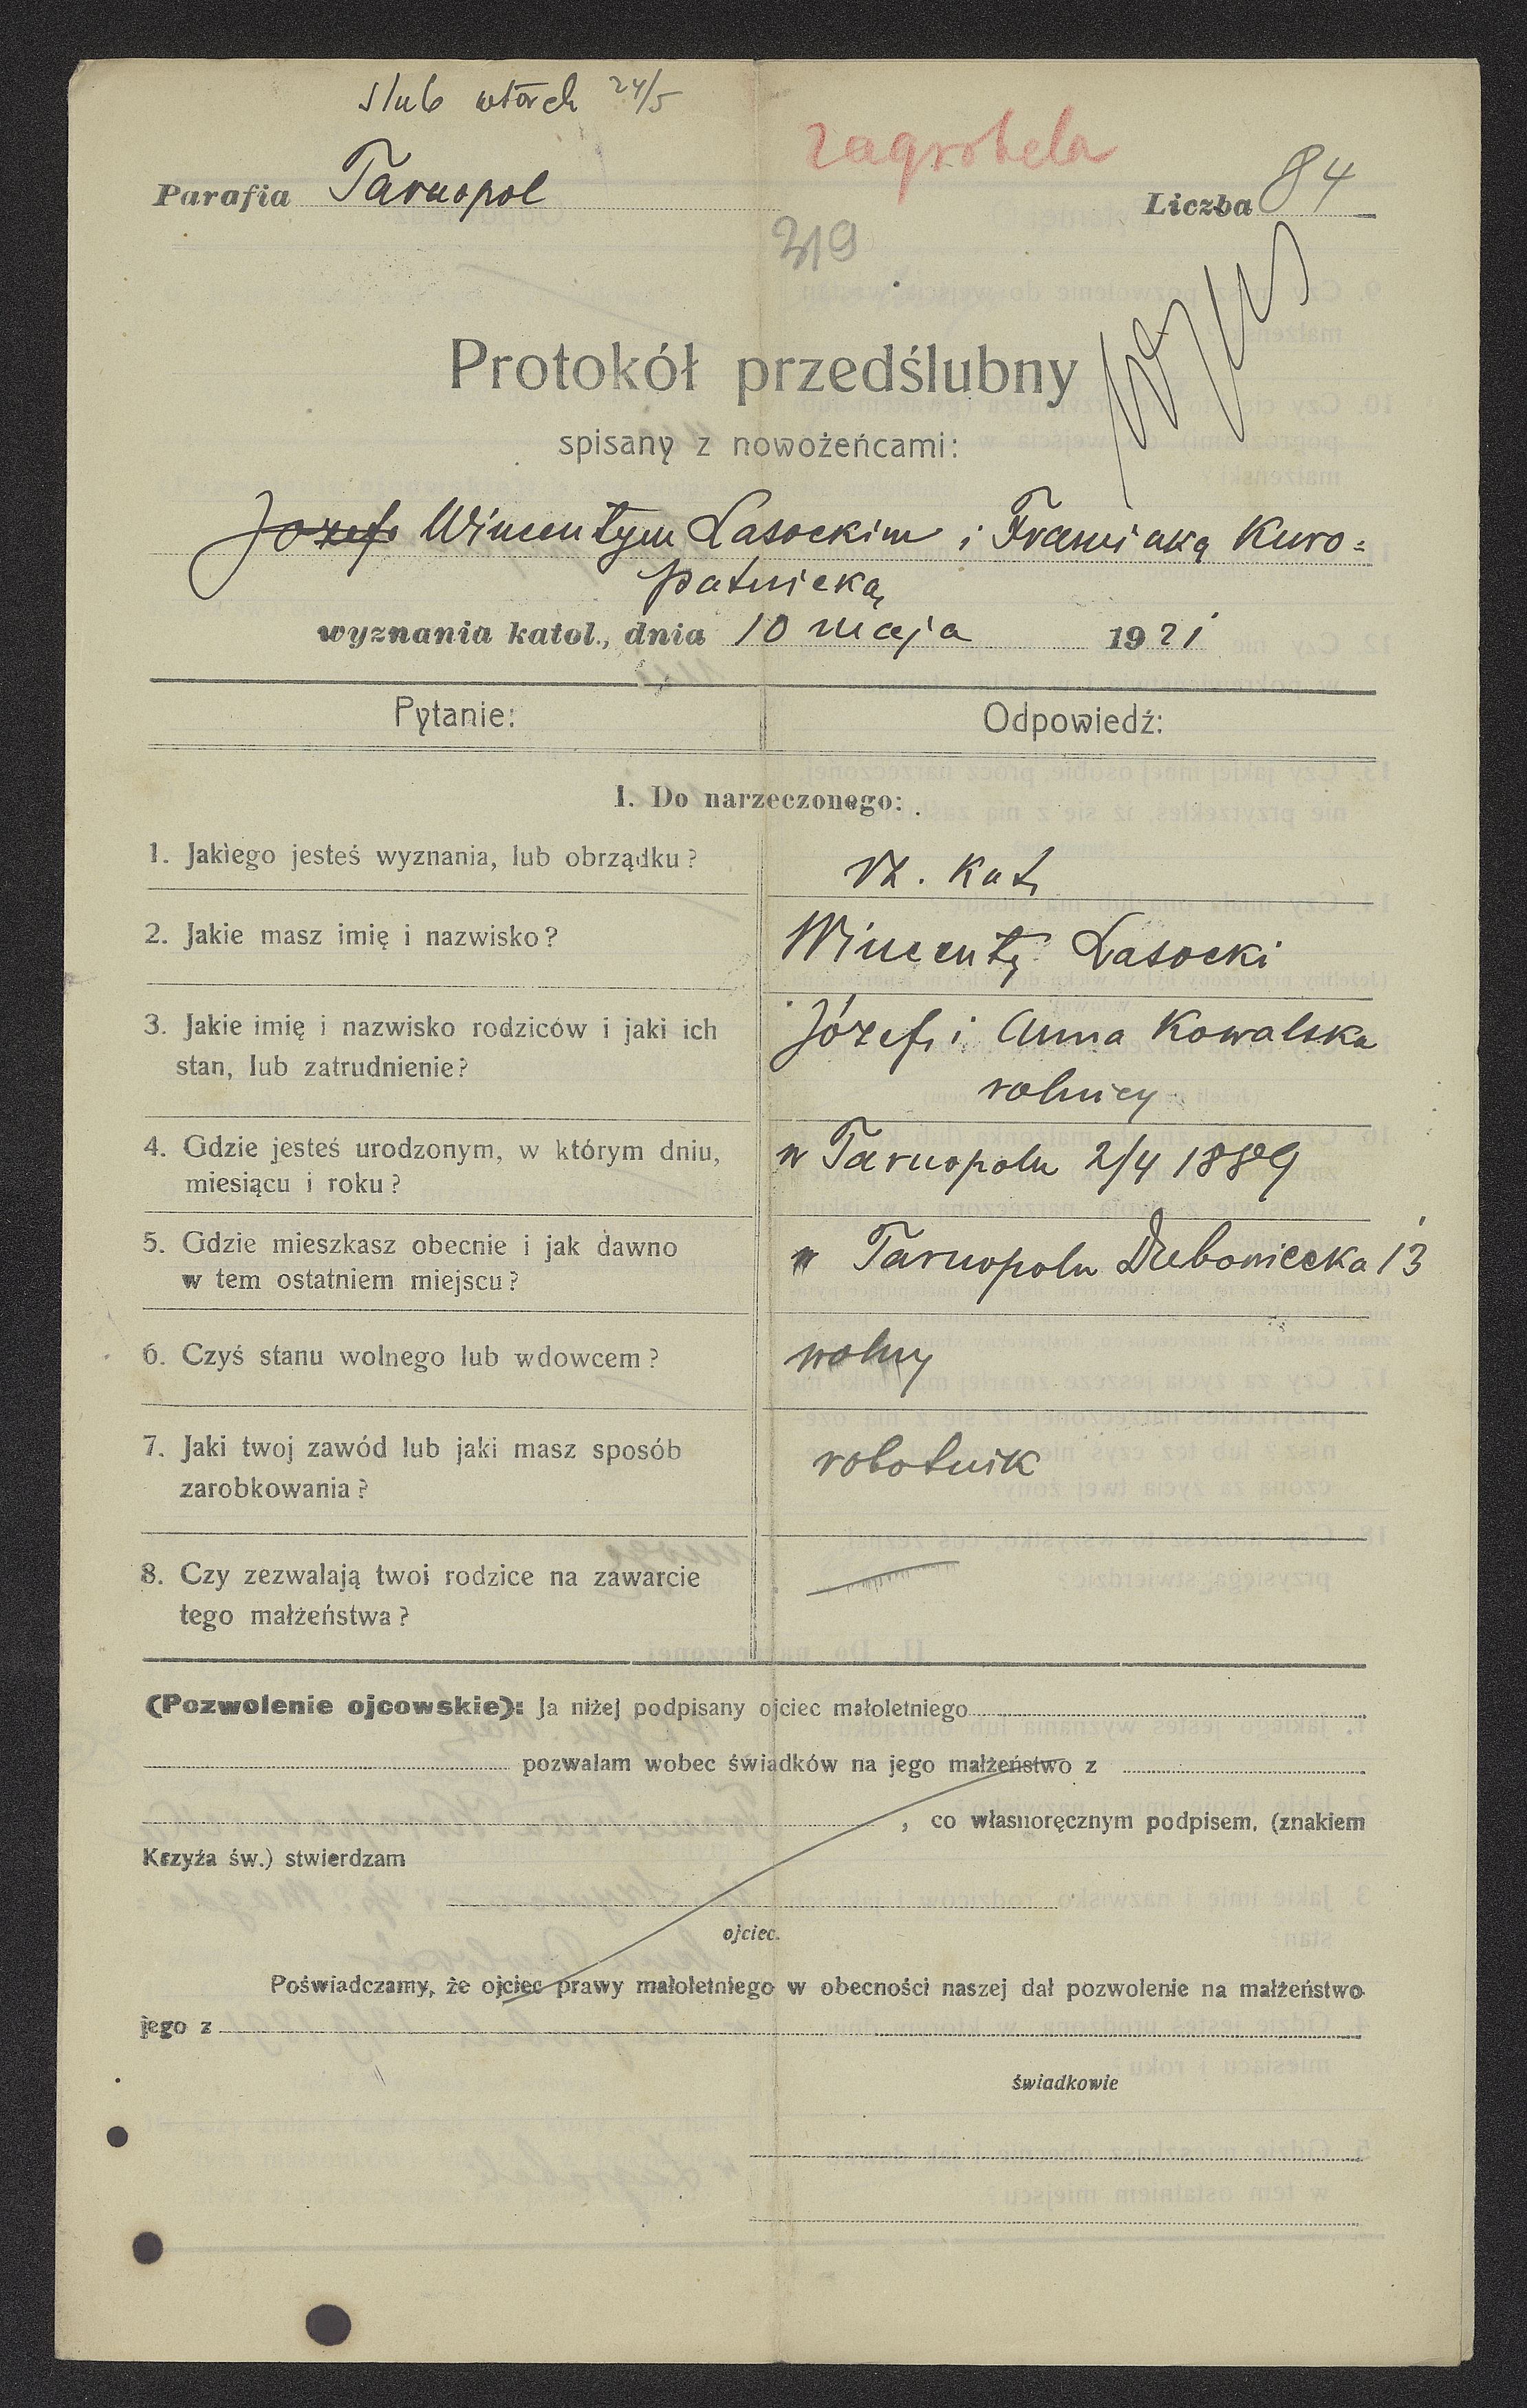 ślub wtorek 24/5
Zagrobela
Parafia Tarnopol
Liczba 84
319
Protokół przedślubny
spisany z nowożeńcami:
Józef Wincentym Lasockim i Franciszką Kuro=
patnicką
wyznania katol., dnia 10 maja 1921
Pytanie: Odpowiedź:
I. Do narzeczonego:
1. Jakiego jesteś wyznania, lub obrządku? rz. kat.
2. Jakie masz imię i nazwisko? Wincenty Lasocki
3. Jakie imię i nazwisko rodziców i jaki ich Józef i Anna Kowalska
stan, lub zatrudnienie? rolnicy
4. Gdzie jesteś urodzonym, w którym dniu, w Tarnopolu 2/4 1889
miesiącu i roku?
5. Gdzie mieszkasz obecnie i jak dawno w Tarnopolu 13
w tem ostatniem miejscu?
6. Czyś stanu wolnego lub wdowcem? wolny
7. Jaki twoj zawód lub jaki masz sposób robotnik
zarobkowania?
8. Czy zezwalają twoi rodzice na zawarcie
tego małżeństwa?
(Pozwolenie ojcowskie): Ja niżej podpisany ojciec małoletniego
pozwalam wobec świadków na jego małżeństwo z
, co własnoręcznym podpisem, (znakiem
Krzyża św.) stwierdzam
ojciec.
Poświadczamy, że ojciec prawy małoletniego w obecności naszej dał pozwolenie na małżeństwo
jego z
świadkowie